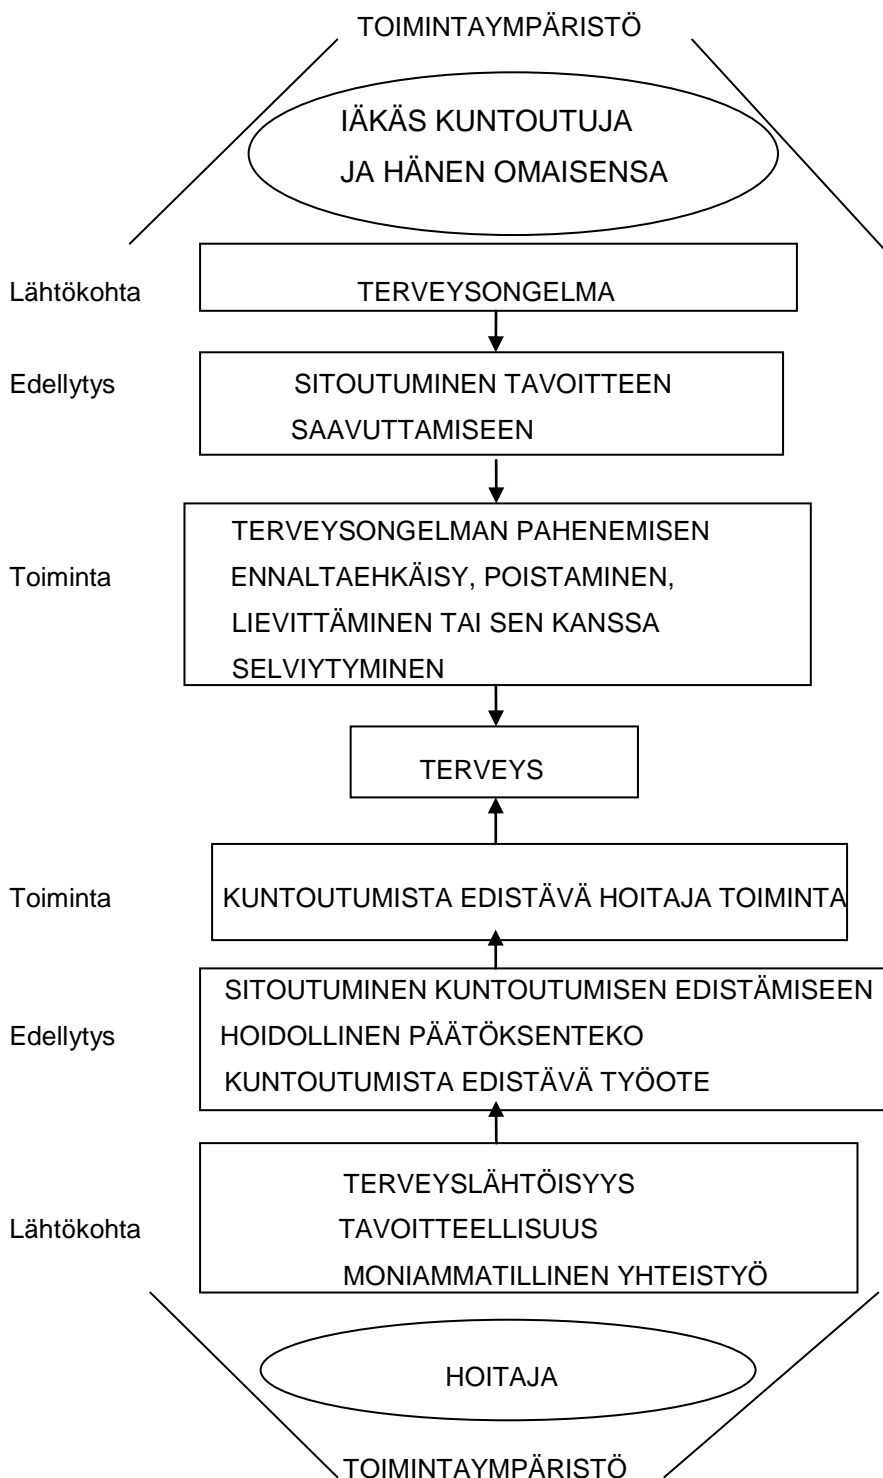 TOIMINTAYMPÄRISTÖ
IÄKÄS KUNTOUTUJA
JA HÄNEN OMAISENSA
Lähtökohta
TERVEYSONGELMA
Edellytys
SITOUTUMINEN TAVOITTEEN
SAAVUTTAMISEEN
TERVEYSONGELMAN PAHENEMISEN
Toiminta
ENNALTAEHKÄISY, POISTAMINEN,
LIEVITTÄMINEN TAI SEN KANSSA
SELVIYTYMINEN
TERVEYS
Toiminta
KUNTOUTUMISTA EDISTÄVÄ HOITAJA TOIMINTA
SITOUTUMINEN KUNTOUTUMISEN EDISTÄMISEEN
Edellytys
HOIDOLLINEN PÄÄTÖKSENTEKO
KUNTOUTUMISTA EDISTÄVÄ TYÖOTE
TERVEYSLÄHTÖISYYS
Lähtökohta
TAVOITTEELLISUUS
MONIAMMATILLINEN YHTEISTYÖ
HOITAJA
TOIMINTAYMPÄRISTÖ